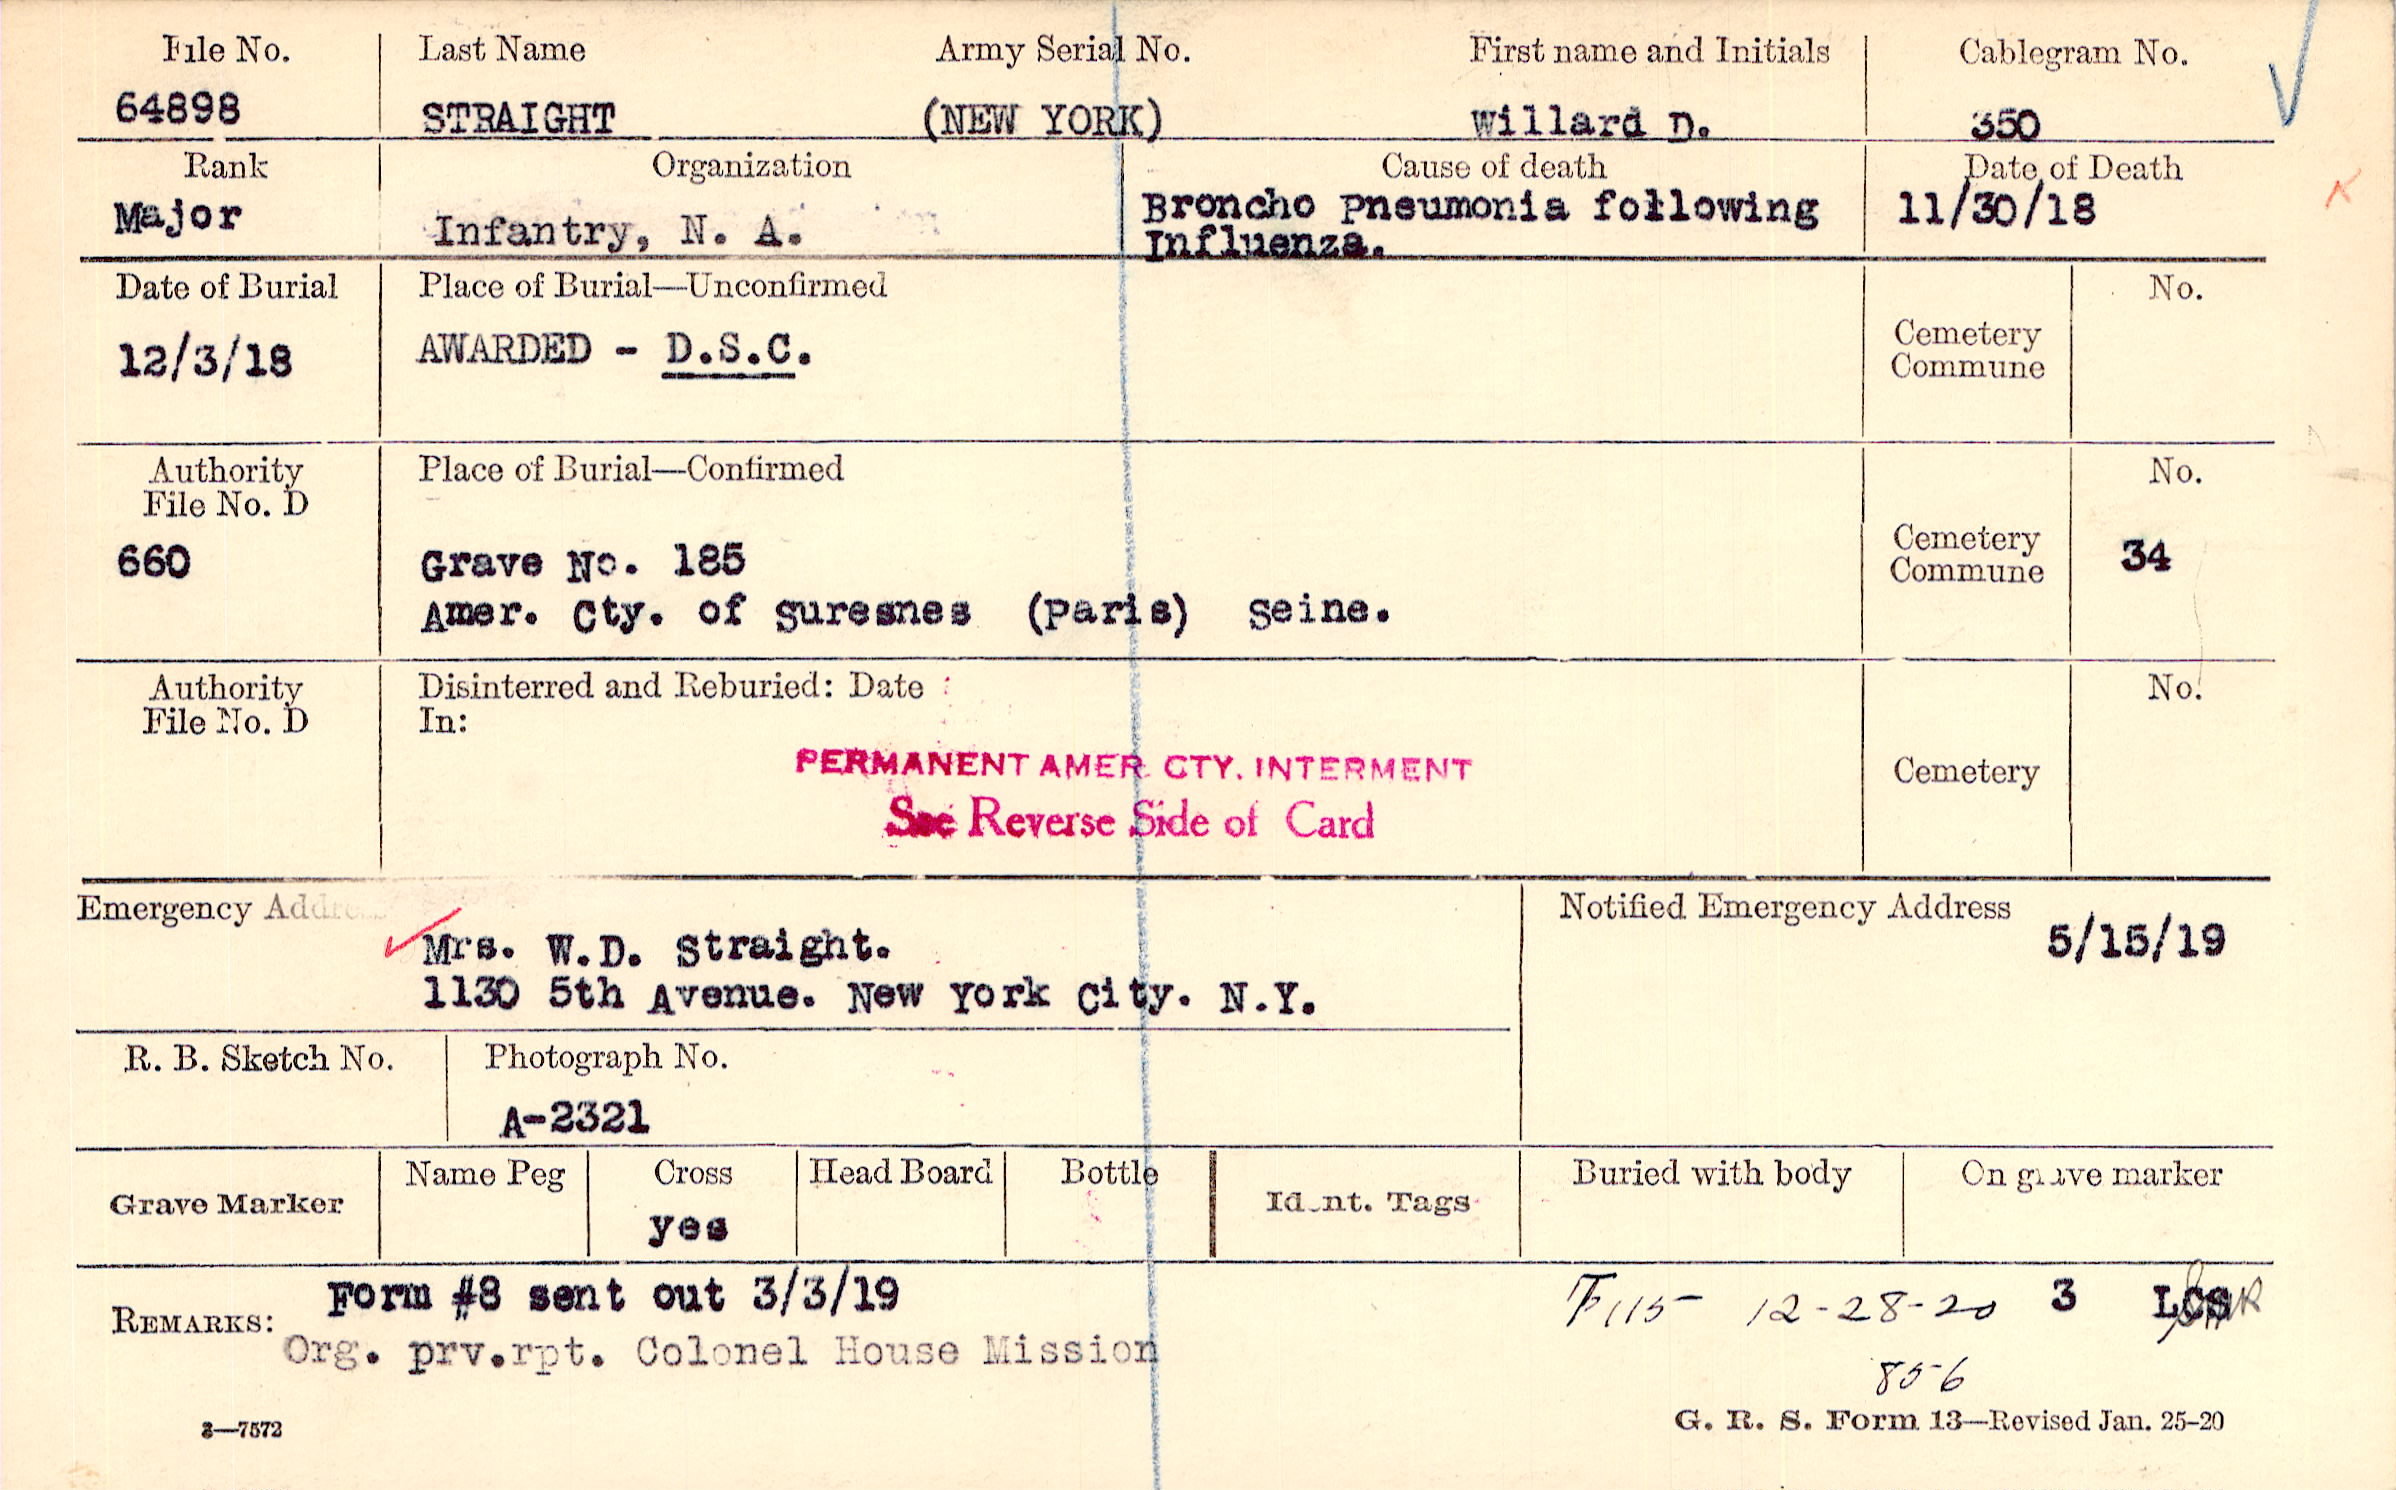 File No. Last Name Army Serial No. First name and Initials Cablegram No.
64898 STRAIGHT (NEW YORK) Willard D. 350
Rank Organization Cause of death Date of Death
Major Infantry, N. A. Broncho Pneumonia following 11/30/18
Influenza.
Date of Burial Place of Burial—Unconfirmed No.
12/3/18 AWARDED - D.S.C. Cemetery
Commune
Authority Place of Burial—Confirmed No.
File No. D
660 Grave No. 185 Cemetery 34
Commune
Amer. Cty. of Suresnes (Paris) Seine.
Authority Disinterred and Reburied: Date : No.
File No. D In:
PERMANENT AMER. CTY. INTERMENT Cemetery
See Reverse Side of Card
Emergency Address Notified Emergency Address
Mrs. W.D. Straight. 5/15/19
1130 5th Avenue. New York City. N.Y.
R. B. Sketch No. Photograph No.
A-2321
Grave Marker Name Peg Cross Head Board Bottle Ident. Tags Buried with body On grave marker
yes
REMARKS: Form #8 sent out 3/3/19 F115 12-28-20 3 LCS
Org. prv.rpt. Colonel House Mission
856
3—7572 G. R. S. Form 13—Revised Jan. 25-20